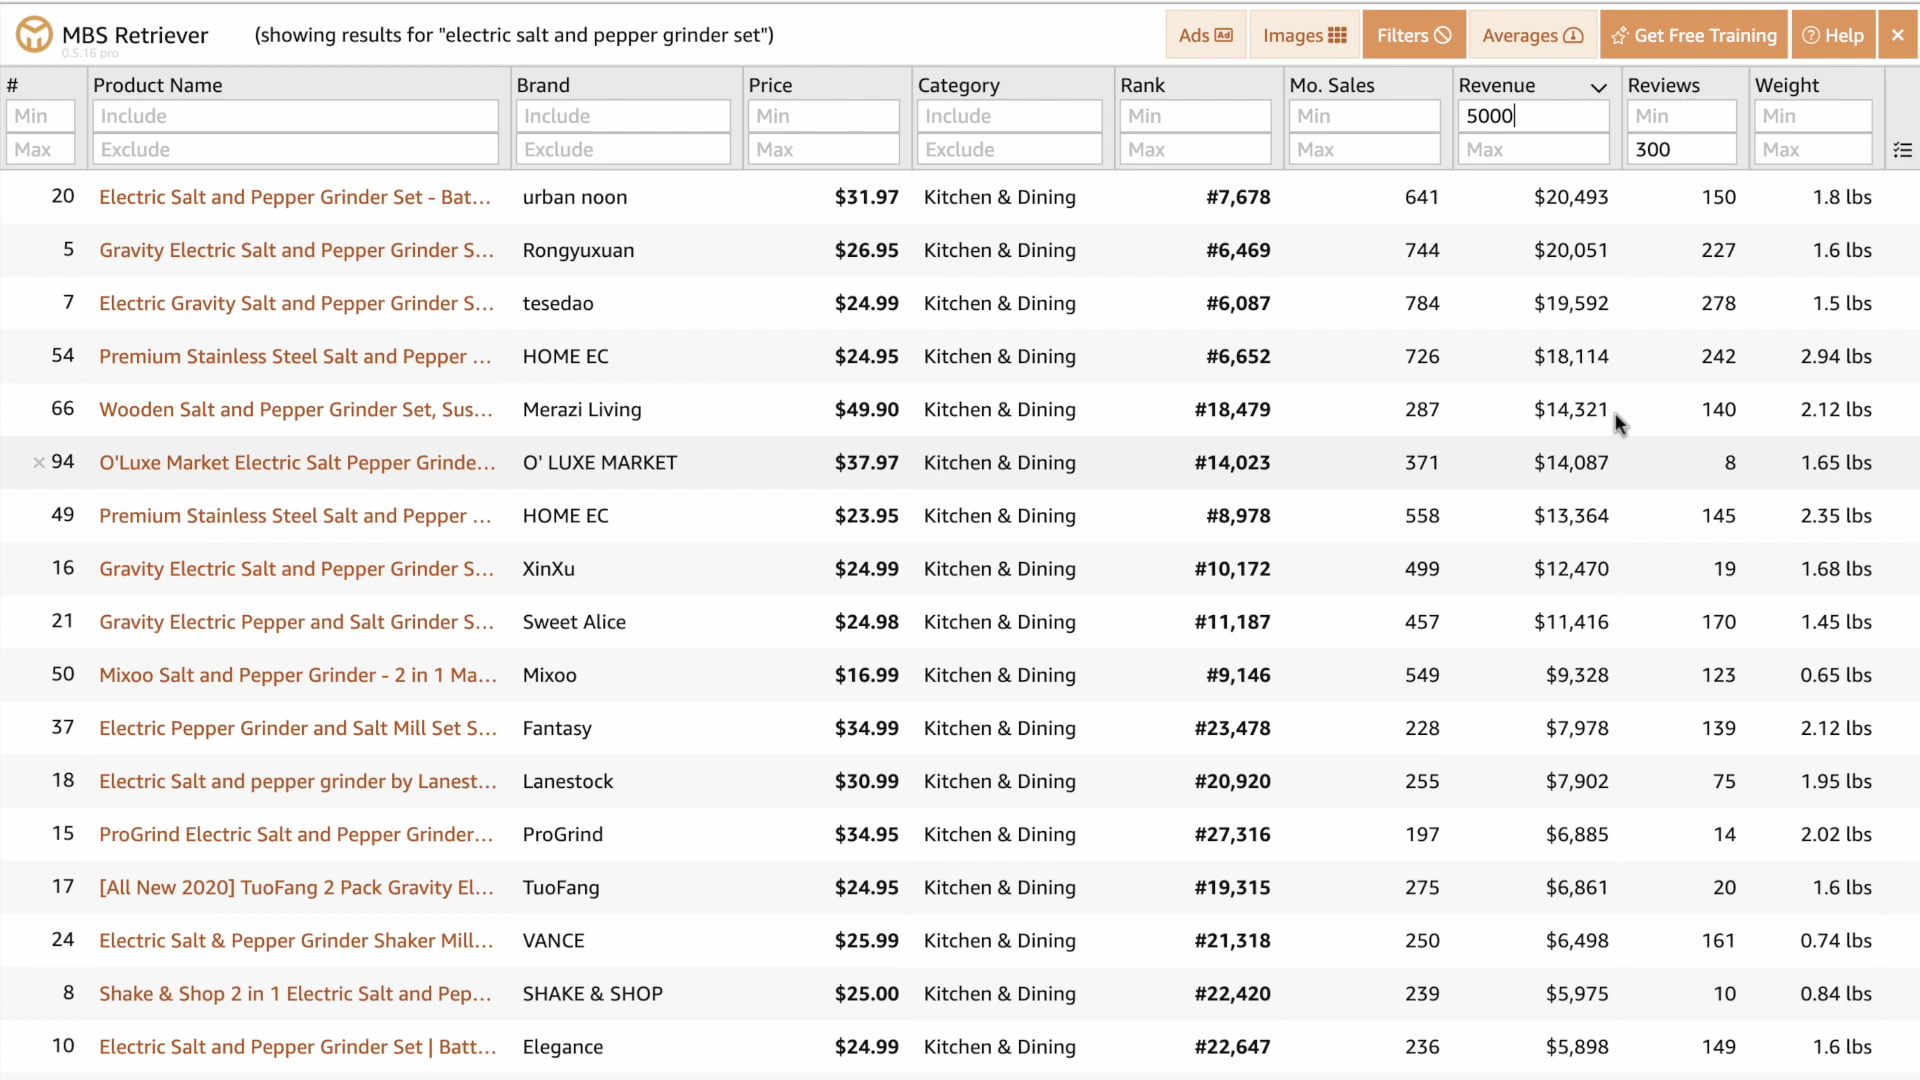 MBS Retriever (showing results for "electric salt and pepper grinder set") Ads Ad Images Filters Averages Get Free Training Help ×
0.5.16 pro
# Product Name Brand Price Category Rank Mo. Sales Revenue Reviews Weight
Min Include Include Min Include Min Min 5000 Min Min
Max Exclude Exclude Max Exclude Max Max Max 300 Max
20 Electric Salt and Pepper Grinder Set - Bat... urban noon $31.97 Kitchen & Dining #7,678 641 $20,493 150 1.8 lbs
5 Gravity Electric Salt and Pepper Grinder S... Rongyuxuan $26.95 Kitchen & Dining #6,469 744 $20,051 227 1.6 lbs
7 Electric Gravity Salt and Pepper Grinder S... tesedao $24.99 Kitchen & Dining #6,087 784 $19,592 278 1.5 lbs
54 Premium Stainless Steel Salt and Pepper ... HOME EC $24.95 Kitchen & Dining #6,652 726 $18,114 242 2.94 lbs
66 Wooden Salt and Pepper Grinder Set, Sus... Merazi Living $49.90 Kitchen & Dining #18,479 287 $14,321 140 2.12 lbs
× 94 O'Luxe Market Electric Salt Pepper Grinde... O' LUXE MARKET $37.97 Kitchen & Dining #14,023 371 $14,087 8 1.65 lbs
49 Premium Stainless Steel Salt and Pepper ... HOME EC $23.95 Kitchen & Dining #8,978 558 $13,364 145 2.35 lbs
16 Gravity Electric Salt and Pepper Grinder S... XinXu $24.99 Kitchen & Dining #10,172 499 $12,470 19 1.68 lbs
21 Gravity Electric Pepper and Salt Grinder S... Sweet Alice $24.98 Kitchen & Dining #11,187 457 $11,416 170 1.45 lbs
50 Mixoo Salt and Pepper Grinder - 2 in 1 Ma... Mixoo $16.99 Kitchen & Dining #9,146 549 $9,328 123 0.65 lbs
37 Electric Pepper Grinder and Salt Mill Set S... Fantasy $34.99 Kitchen & Dining #23,478 228 $7,978 139 2.12 lbs
18 Electric Salt and pepper grinder by Lanest... Lanestock $30.99 Kitchen & Dining #20,920 255 $7,902 75 1.95 lbs
15 ProGrind Electric Salt and Pepper Grinder... ProGrind $34.95 Kitchen & Dining #27,316 197 $6,885 14 2.02 lbs
17 [All New 2020] TuoFang 2 Pack Gravity El... TuoFang $24.95 Kitchen & Dining #19,315 275 $6,861 20 1.6 lbs
24 Electric Salt & Pepper Grinder Shaker Mill... VANCE $25.99 Kitchen & Dining #21,318 250 $6,498 161 0.74 lbs
8 Shake & Shop 2 in 1 Electric Salt and Pep... SHAKE & SHOP $25.00 Kitchen & Dining #22,420 239 $5,975 10 0.84 lbs
10 Electric Salt and Pepper Grinder Set | Batt... Elegance $24.99 Kitchen & Dining #22,647 236 $5,898 149 1.6 lbs